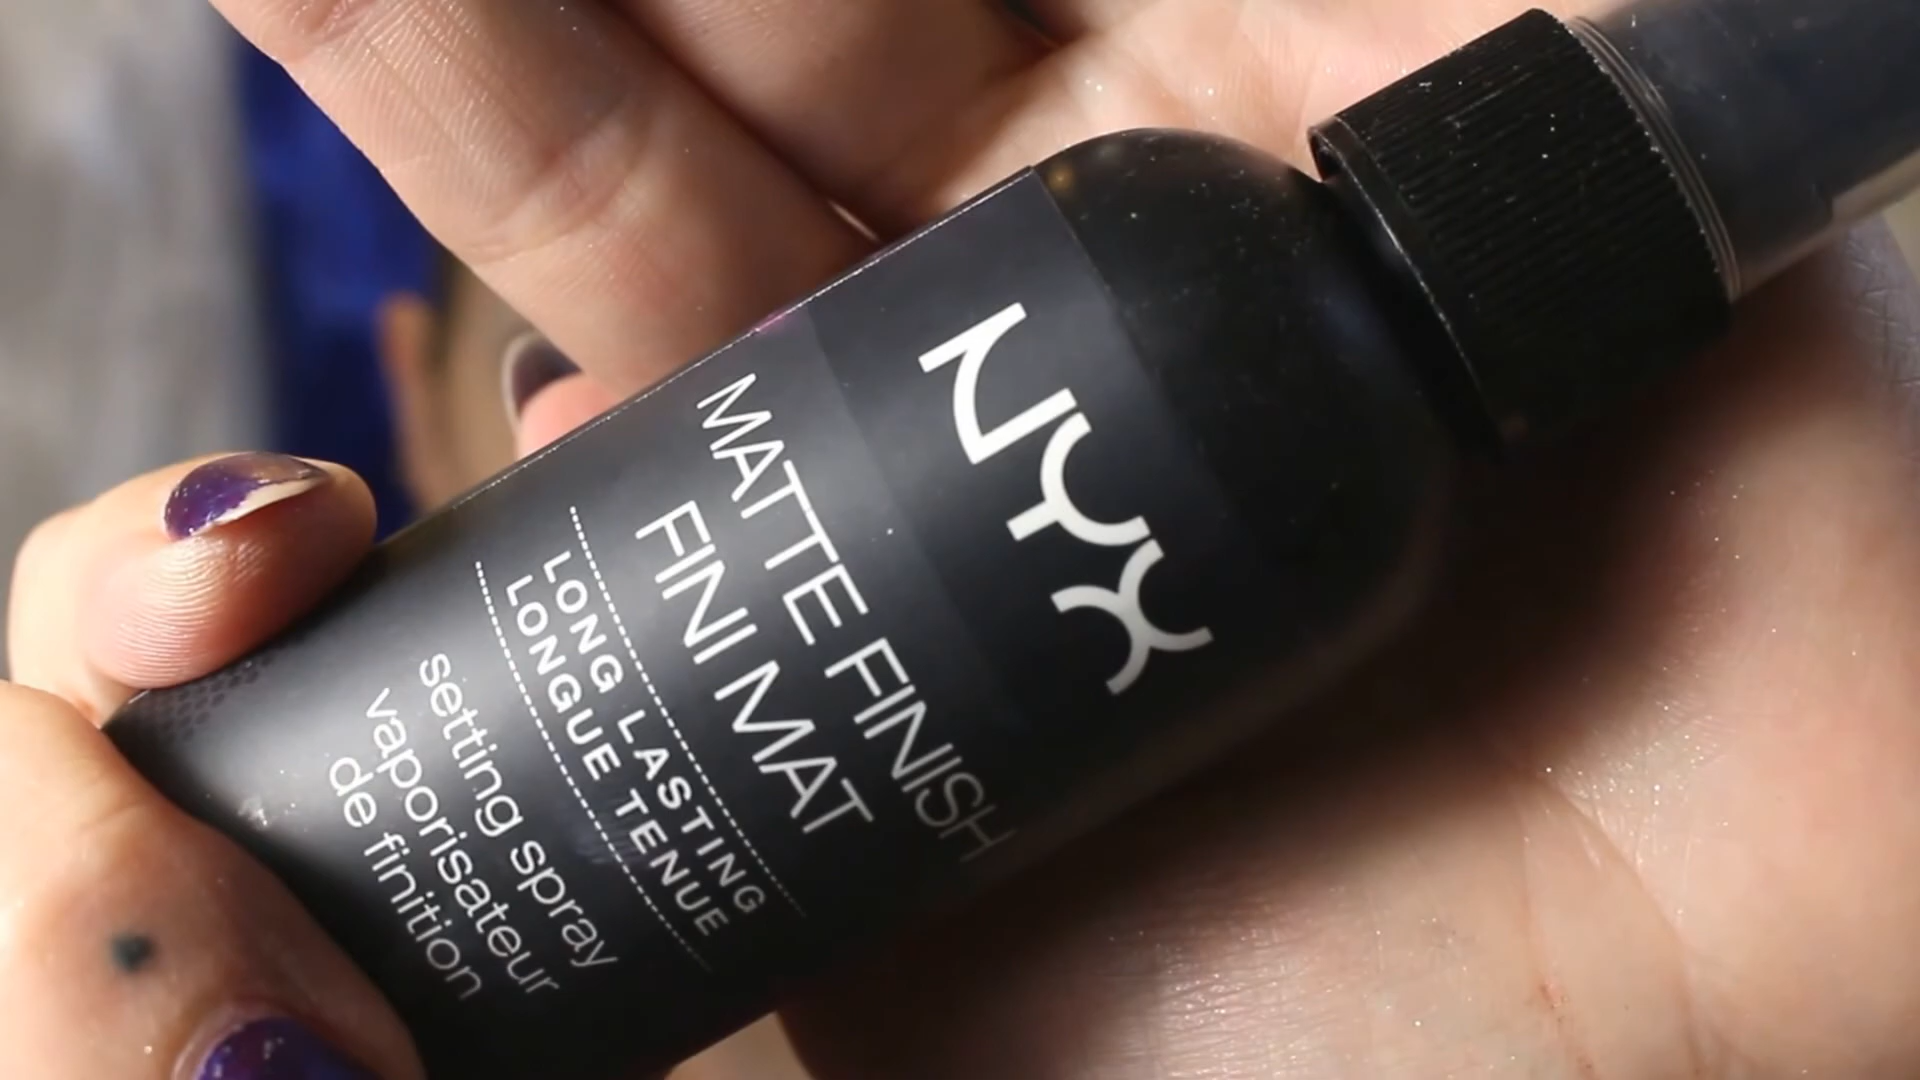 NYX
MATTE FINISH
FINI MAT
LONG LASTING
LONGUE TENUE
setting spray
vaporisateur
de finition